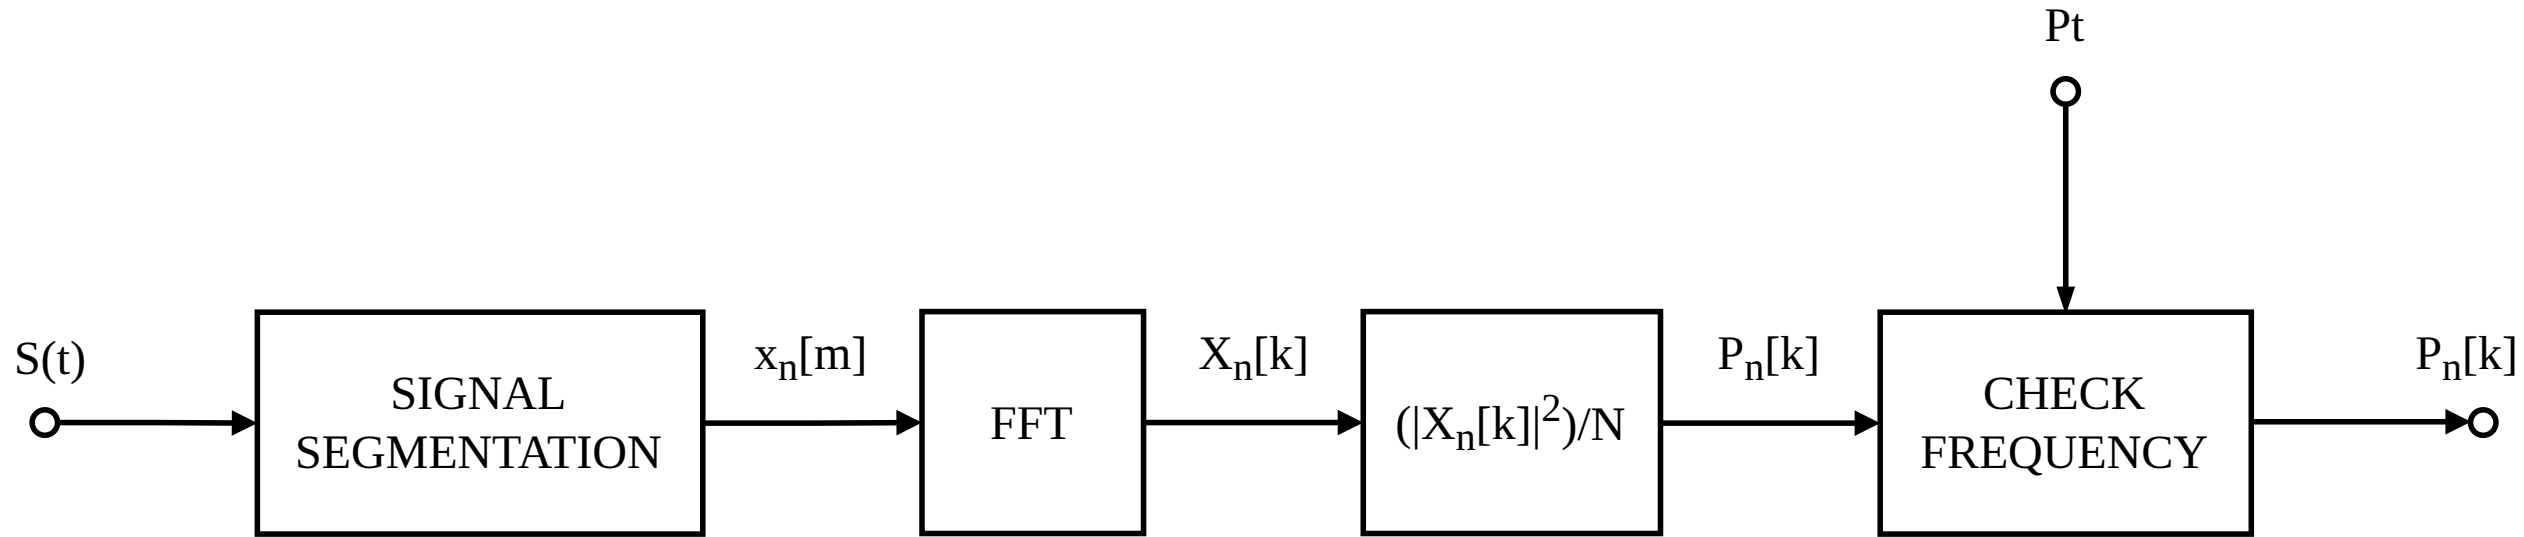 Pt
S(t)
SIGNAL
SEGMENTATION
xₙ[m]
FFT
Xₙ[k]
(|Xₙ[k]|²)/N
Pₙ[k]
CHECK
FREQUENCY
Pₙ[k]